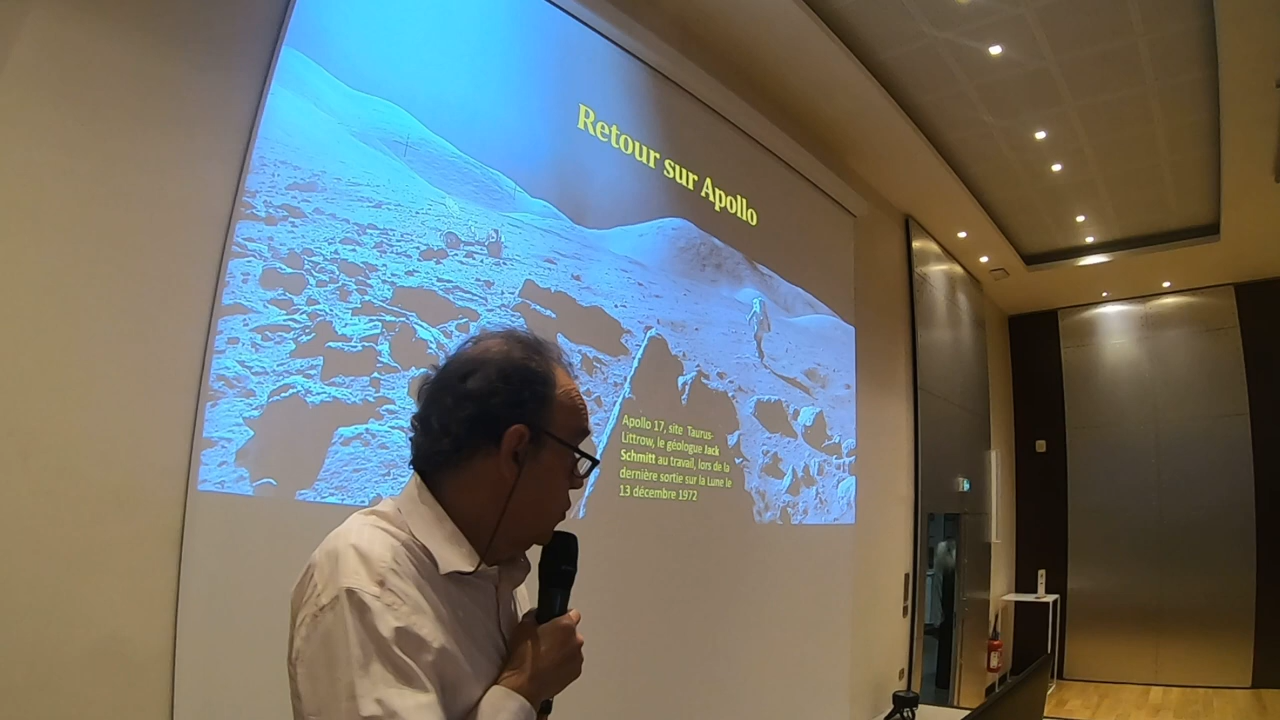 Retour sur Apollo
Apollo 17, site Taurus-
Littrow, le géologue Jack
Schmitt au travail, lors de la
dernière sortie sur la Lune le
13 décembre 1972